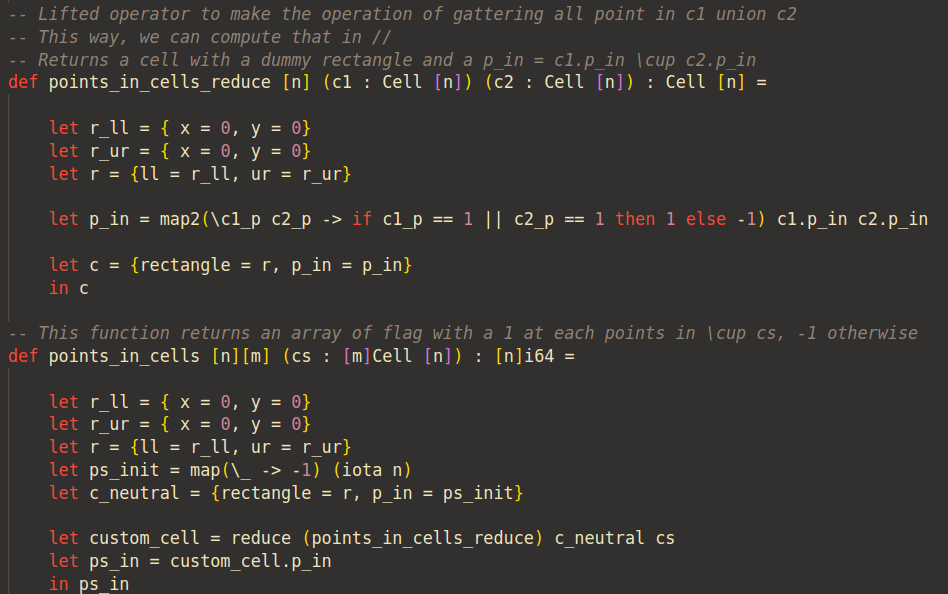 -- Lifted operator to make the operation of gattering all point in c1 union c2
-- This way, we can compute that in //
-- Returns a cell with a dummy rectangle and a p_in = c1.p_in \cup c2.p_in
def points_in_cells_reduce [n] (c1 : Cell [n]) (c2 : Cell [n]) : Cell [n] =
    let r_ll = { x = 0, y = 0}
    let r_ur = { x = 0, y = 0}
    let r = {ll = r_ll, ur = r_ur}
    let p_in = map2(\c1_p c2_p -> if c1_p == 1 || c2_p == 1 then 1 else -1) c1.p_in c2.p_in
    let c = {rectangle = r, p_in = p_in}
    in c
-- This function returns an array of flag with a 1 at each points in \cup cs, -1 otherwise
def points_in_cells [n][m] (cs : [m]Cell [n]) : [n]i64 =
    let r_ll = { x = 0, y = 0}
    let r_ur = { x = 0, y = 0}
    let r = {ll = r_ll, ur = r_ur}
    let ps_init = map(\_ -> -1) (iota n)
    let c_neutral = {rectangle = r, p_in = ps_init}
    let custom_cell = reduce (points_in_cells_reduce) c_neutral cs
    let ps_in = custom_cell.p_in
    in ps_in